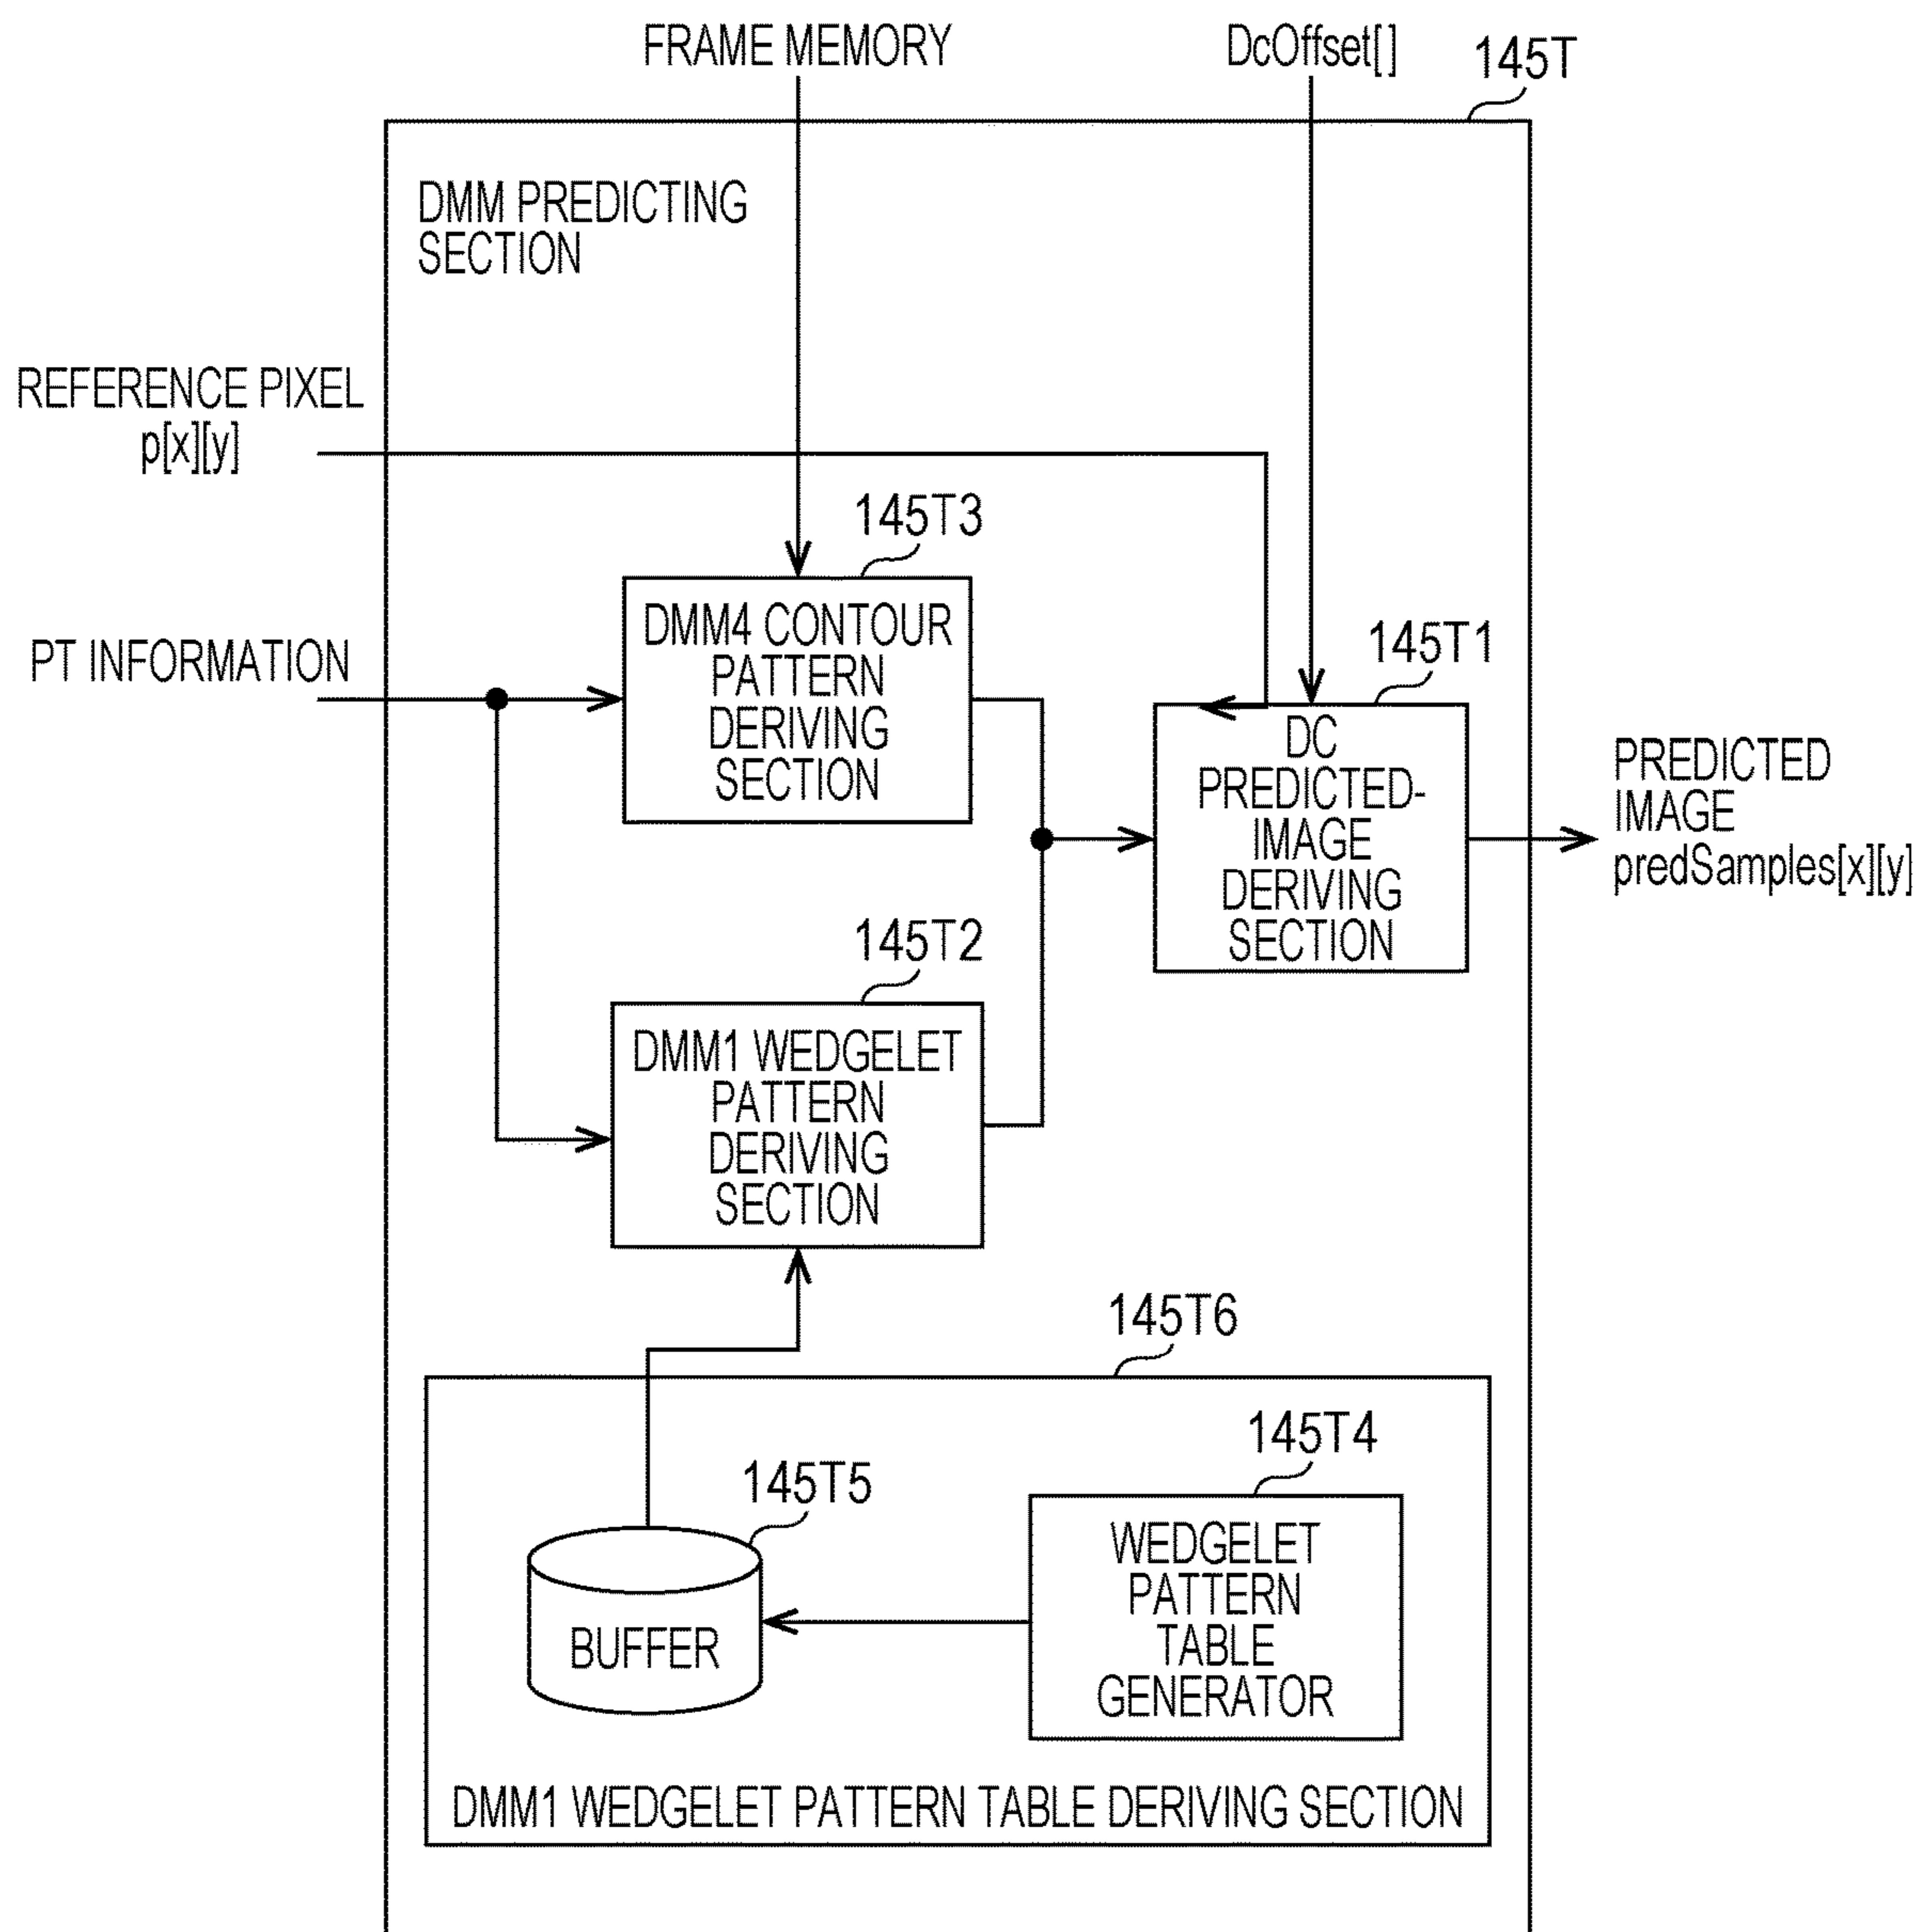 FRAME MEMORY
DcOffset[]
145T
DMM PREDICTING
SECTION
REFERENCE PIXEL
p[x][y]
145T3
DMM4 CONTOUR
PATTERN
DERIVING
SECTION
PT INFORMATION
145T1
DC
PREDICTED-
IMAGE
DERIVING
SECTION
PREDICTED
IMAGE
predSamples[x][y]
145T2
DMM1 WEDGELET
PATTERN
DERIVING
SECTION
145T6
145T4
145T5
WEDGELET
PATTERN
TABLE
GENERATOR
BUFFER
DMM1 WEDGELET PATTERN TABLE DERIVING SECTION